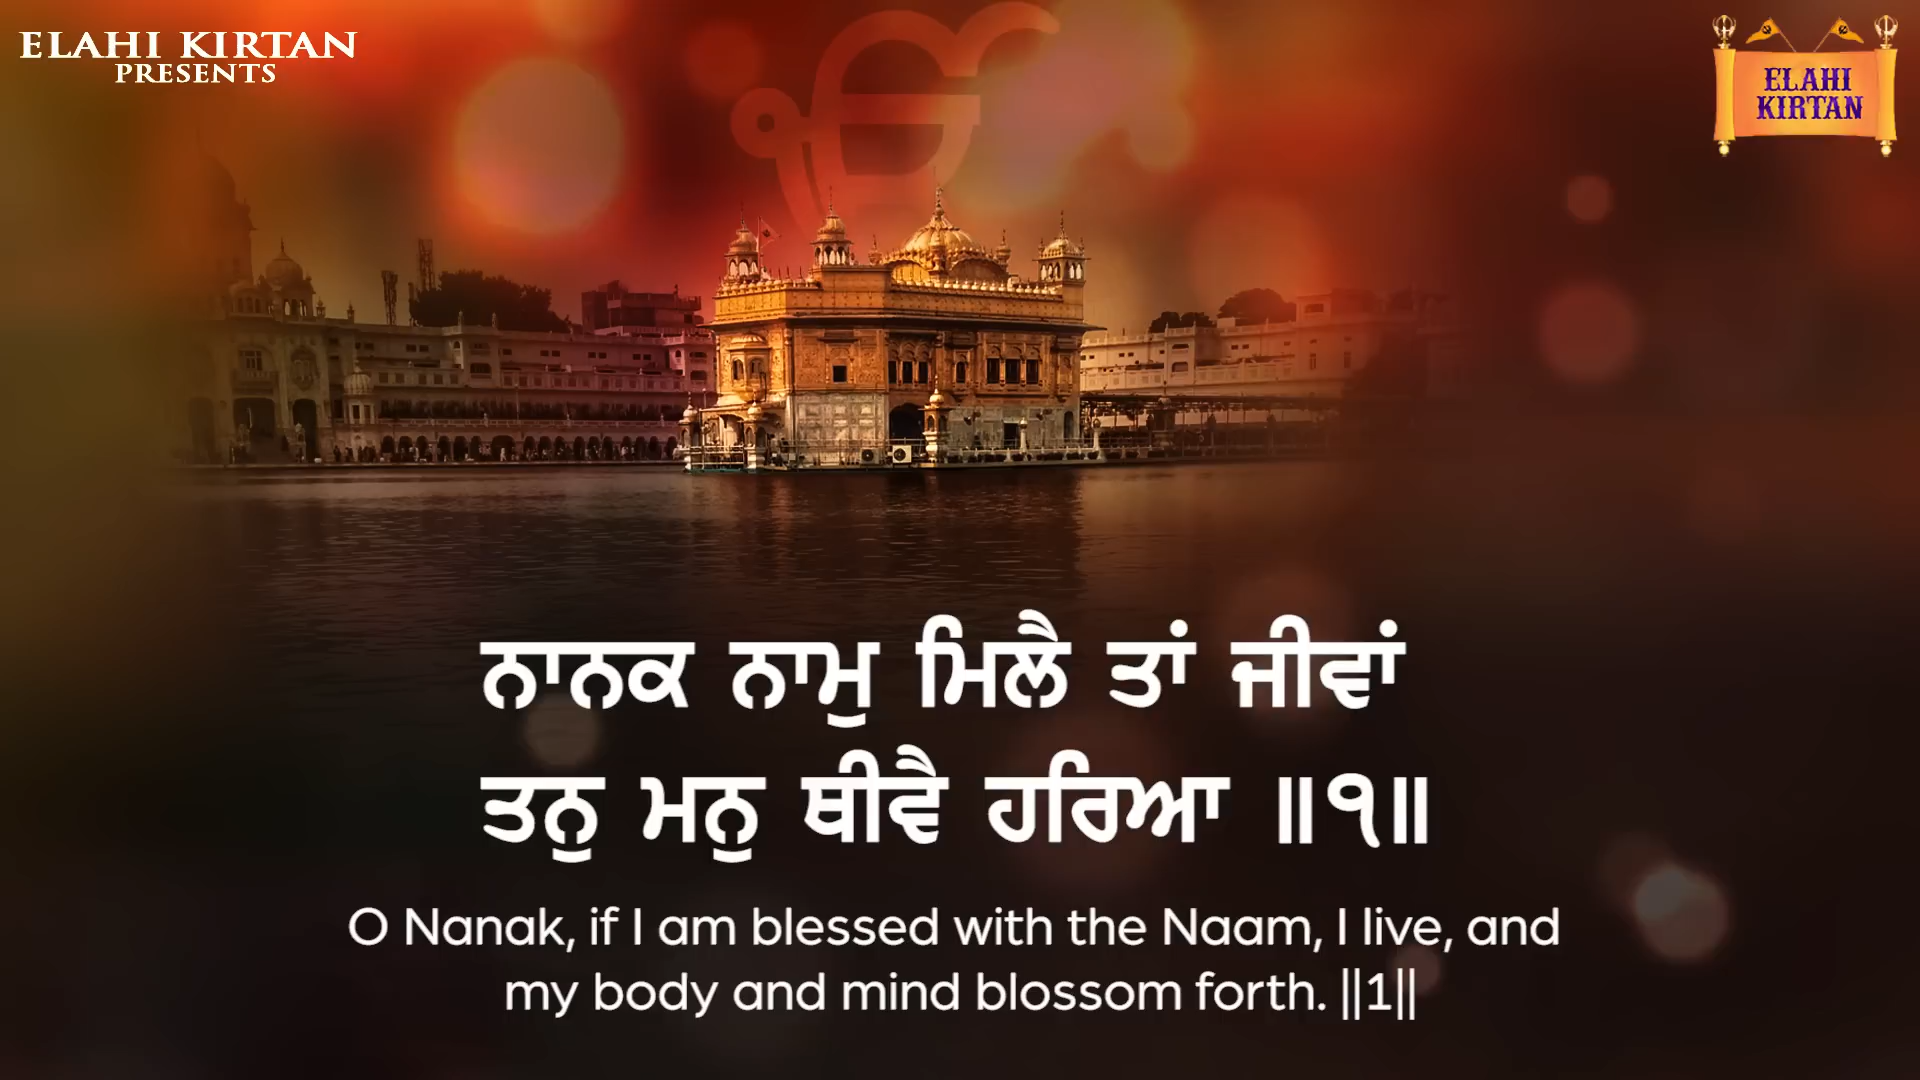 ELAHI KIRTAN
PRESENTS
ELAHI
KIRTAN
ਨਾਨਕ ਨਾਮੁ ਮਿਲੈ ਤਾਂ ਜੀਵਾਂ
ਤਨੁ ਮਨੁ ਥੀਵੈ ਹਰਿਆ ॥੧॥
O Nanak, if I am blessed with the Naam, I live, and
my body and mind blossom forth. ||1||